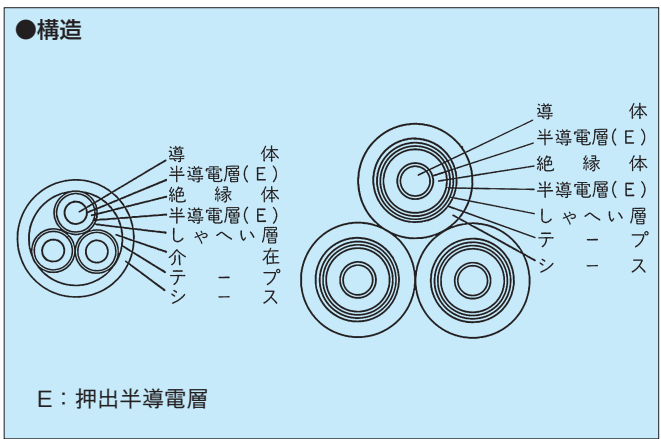 ●構造
導体
半導電層(E)
絶縁体
半導電層(E)
しゃへい層
介在
テープ
シース
導体
半導電層(E)
絶縁体
半導電層(E)
しゃへい層
テープ
シース
E：押出半導電層